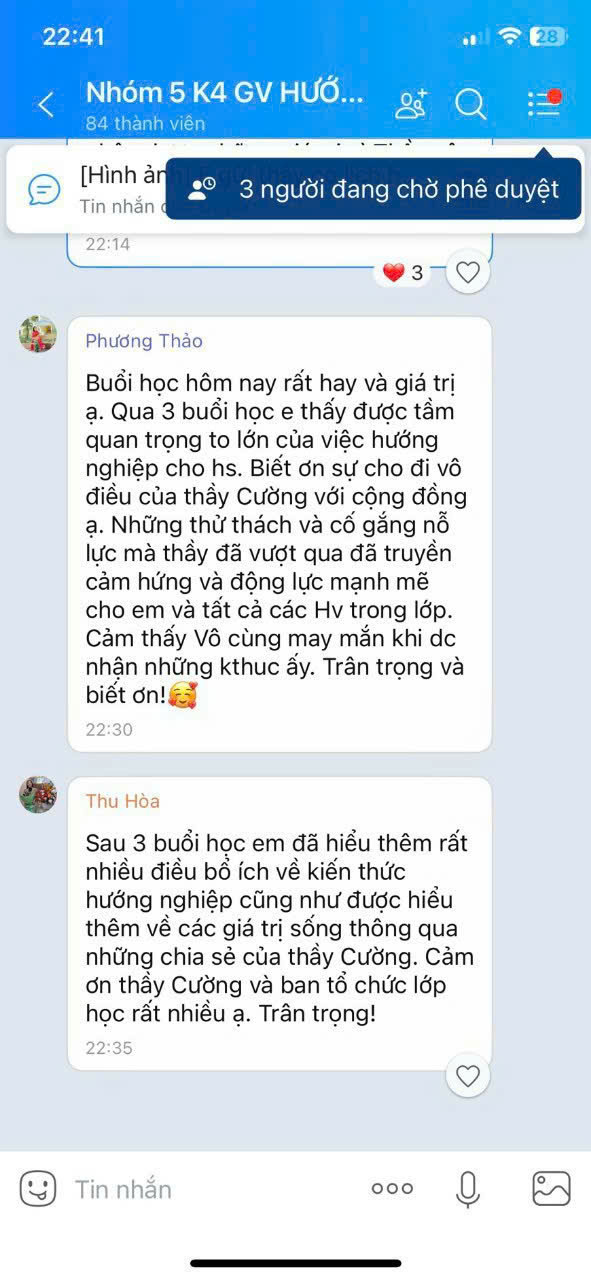 22:41
28
Nhóm 5 K4 GV HƯỚ...
84 thành viên
[Hình ản
Tin nhắn
3 người đang chờ phê duyệt
22:14
3
Phương Thảo
Buổi học hôm nay rất hay và giá trị
ạ. Qua 3 buổi học e thấy được tầm
quan trọng to lớn của việc hướng
nghiệp cho hs. Biết ơn sự cho đi vô
điều của thầy Cường với cộng đồng
ạ. Những thử thách và cố gắng nỗ
lực mà thầy đã vượt qua đã truyền
cảm hứng và động lực mạnh mẽ
cho em và tất cả các Hv trong lớp.
Cảm thấy Vô cùng may mắn khi dc
nhận những kthuc ấy. Trân trọng và
biết ơn!🥰
22:30
Thu Hòa
Sau 3 buổi học em đã hiểu thêm rất
nhiều điều bổ ích về kiến thức
hướng nghiệp cũng như được hiểu
thêm về các giá trị sống thông qua
những chia sẻ của thầy Cường. Cảm
ơn thầy Cường và ban tổ chức lớp
học rất nhiều ạ. Trân trọng!
22:35
Tin nhắn